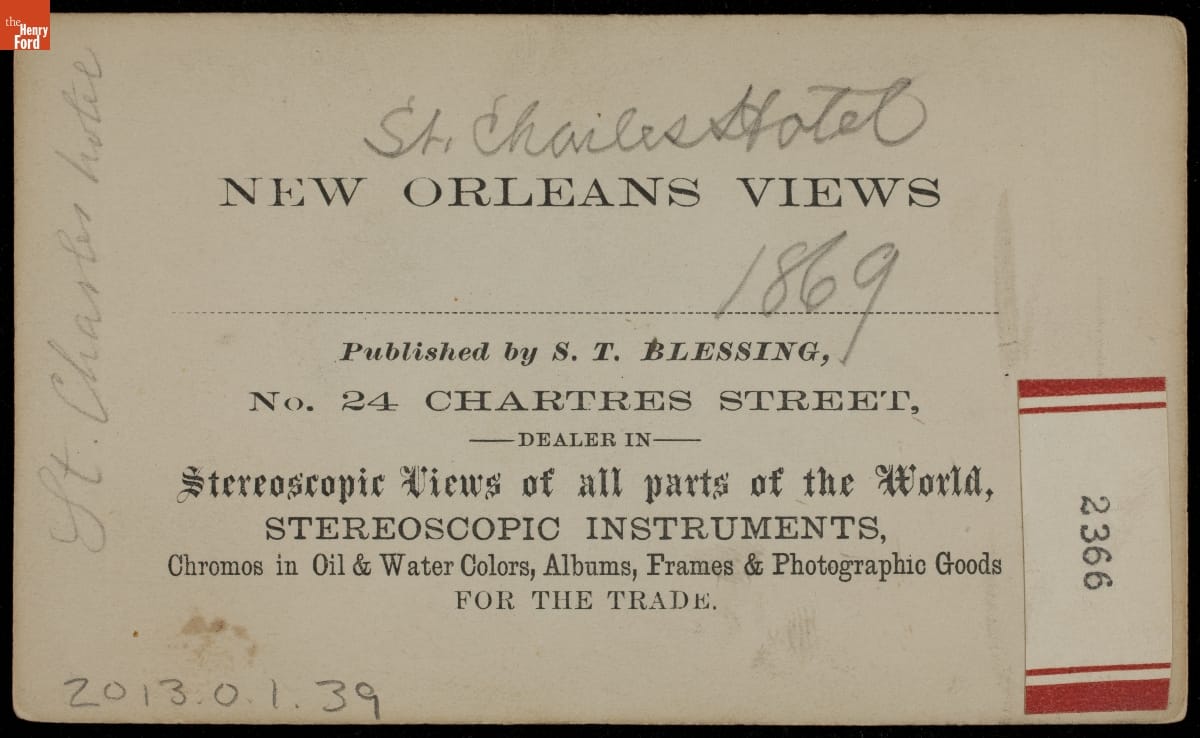 the
Henry
Ford
St. Charles Hotel
NEW ORLEANS VIEWS
1869
Published by S. T. BLESSING,
No. 24 CHARTRES STREET,
—DEALER IN—
Stereoscopic Views of all parts of the World,
STEREOSCOPIC INSTRUMENTS,
Chromos in Oil & Water Colors, Albums, Frames & Photographic Goods
FOR THE TRADE.
St. Charles hotel
2366
2013.0.1.39